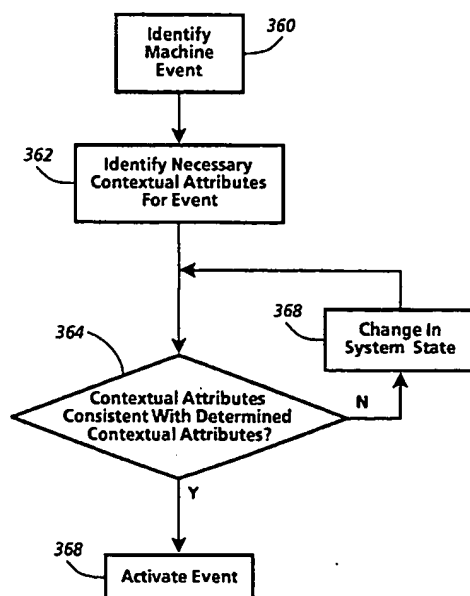 360
Identify
Machine
Event
362
Identify Necessary
Contextual Attributes
For Event
368
Change In
System State
364
Contextual Attributes
Consistent With Determined
Contextual Attributes?
N
Y
368
Activate Event